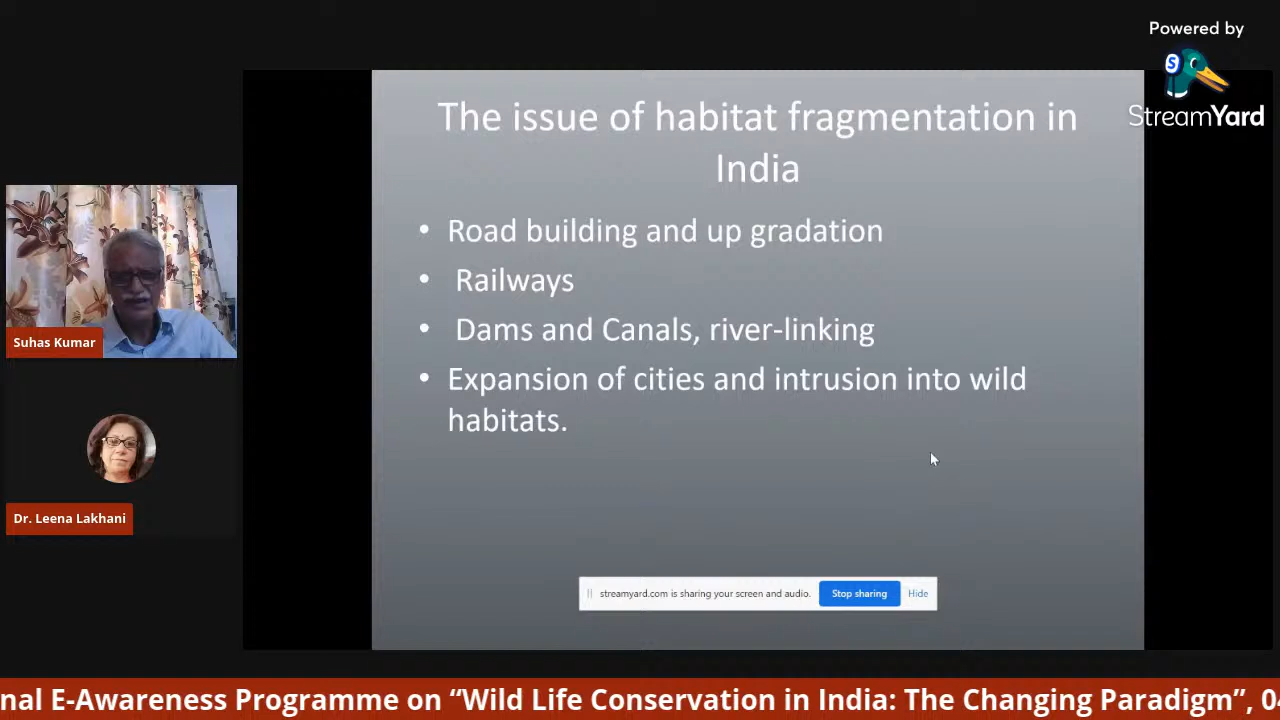 Powered by
StreamYard
The issue of habitat fragmentation in
India
• Road building and up gradation
• Railways
• Dams and Canals, river-linking
• Expansion of cities and intrusion into wild
habitats.
Suhas Kumar
Dr. Leena Lakhani
streamyard.com is sharing your screen and audio. Stop sharing Hide
nal E-Awareness Programme on “Wild Life Conservation in India: The Changing Paradigm”, 0